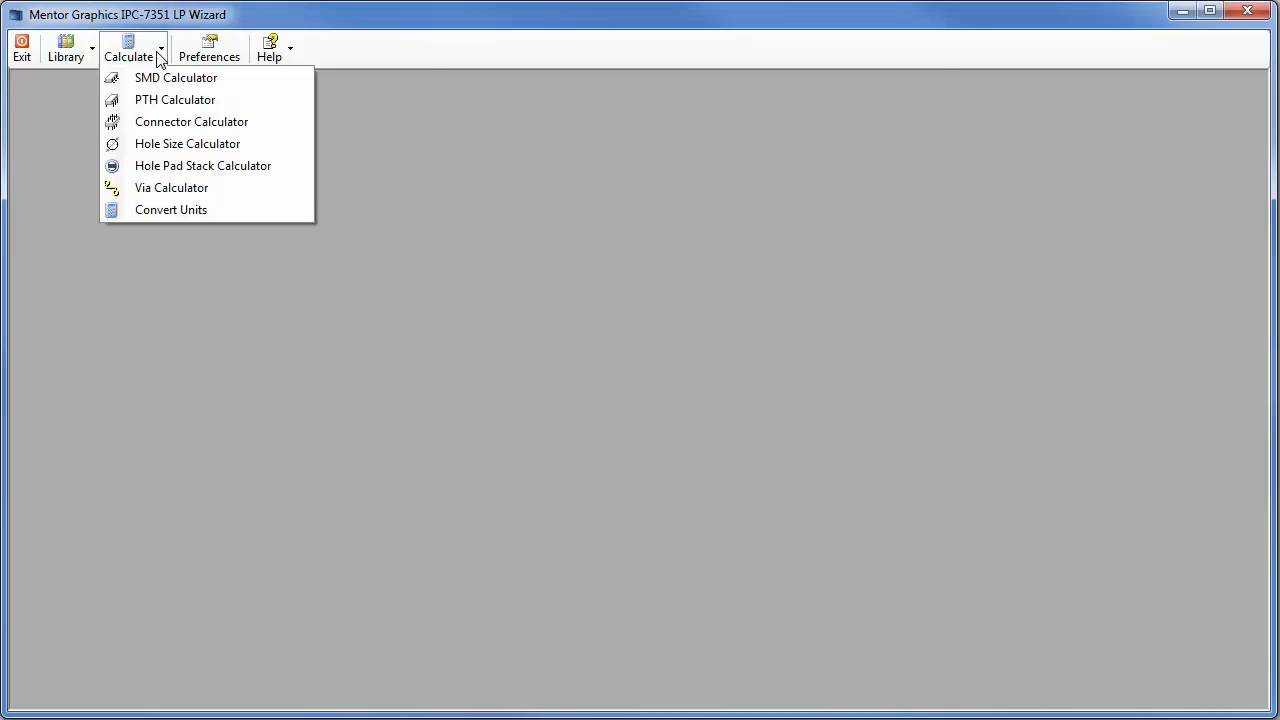 Mentor Graphics IPC-7351 LP Wizard
Exit Library Calculate Preferences Help
SMD Calculator
PTH Calculator
Connector Calculator
Hole Size Calculator
Hole Pad Stack Calculator
Via Calculator
Convert Units